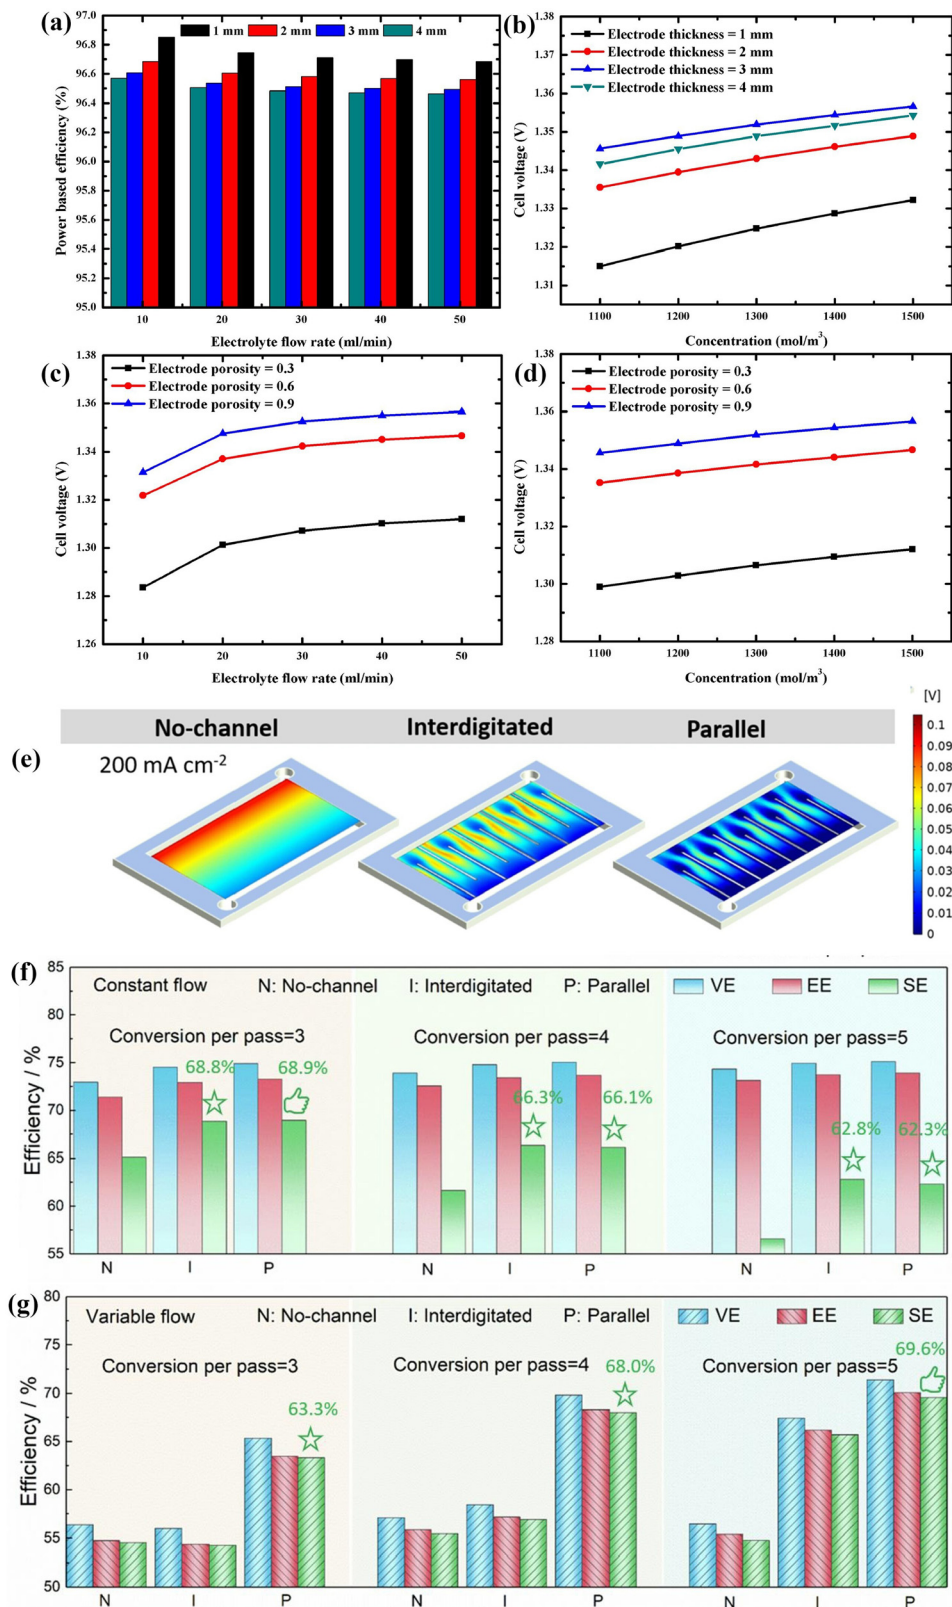 (a)
97.0
96.8
96.6
96.4
96.2
96.0
95.8
95.6
95.4
95.2
95.0
Power based efficiency (%)
1 mm 2 mm 3 mm 4 mm
10 20 30 40 50
Electrolyte flow rate (ml/min)
(b)
1.38
1.37
1.36
1.35
1.34
1.33
1.32
1.31
Cell voltage (V)
Electrode thickness = 1 mm
Electrode thickness = 2 mm
Electrode thickness = 3 mm
Electrode thickness = 4 mm
1100 1200 1300 1400 1500
Concentration (mol/m³)
(c)
1.38
1.36
1.34
1.32
1.30
1.28
1.26
Cell voltage (V)
Electrode porosity = 0.3
Electrode porosity = 0.6
Electrode porosity = 0.9
10 20 30 40 50
Electrolyte flow rate (ml/min)
(d)
1.38
1.36
1.34
1.32
1.30
1.28
Cell voltage (V)
Electrode porosity = 0.3
Electrode porosity = 0.6
Electrode porosity = 0.9
1100 1200 1300 1400 1500
Concentration (mol/m³)
(e)
No-channel Interdigitated Parallel
200 mA cm⁻²
[V]
0.1
0.09
0.08
0.07
0.06
0.05
0.04
0.03
0.02
0.01
0
(f)
85
80
75
70
65
60
55
Efficiency / %
Constant flow N: No-channel I: Interdigitated P: Parallel VE EE SE
Conversion per pass=3 Conversion per pass=4 Conversion per pass=5
68.8% 68.9% 66.3% 66.1% 62.8% 62.3%
N I P N I P N I P
(g)
80
75
70
65
60
55
50
Efficiency / %
Variable flow N: No-channel I: Interdigitated P: Parallel VE EE SE
Conversion per pass=3 Conversion per pass=4 Conversion per pass=5
63.3% 68.0% 69.6%
N I P N I P N I P